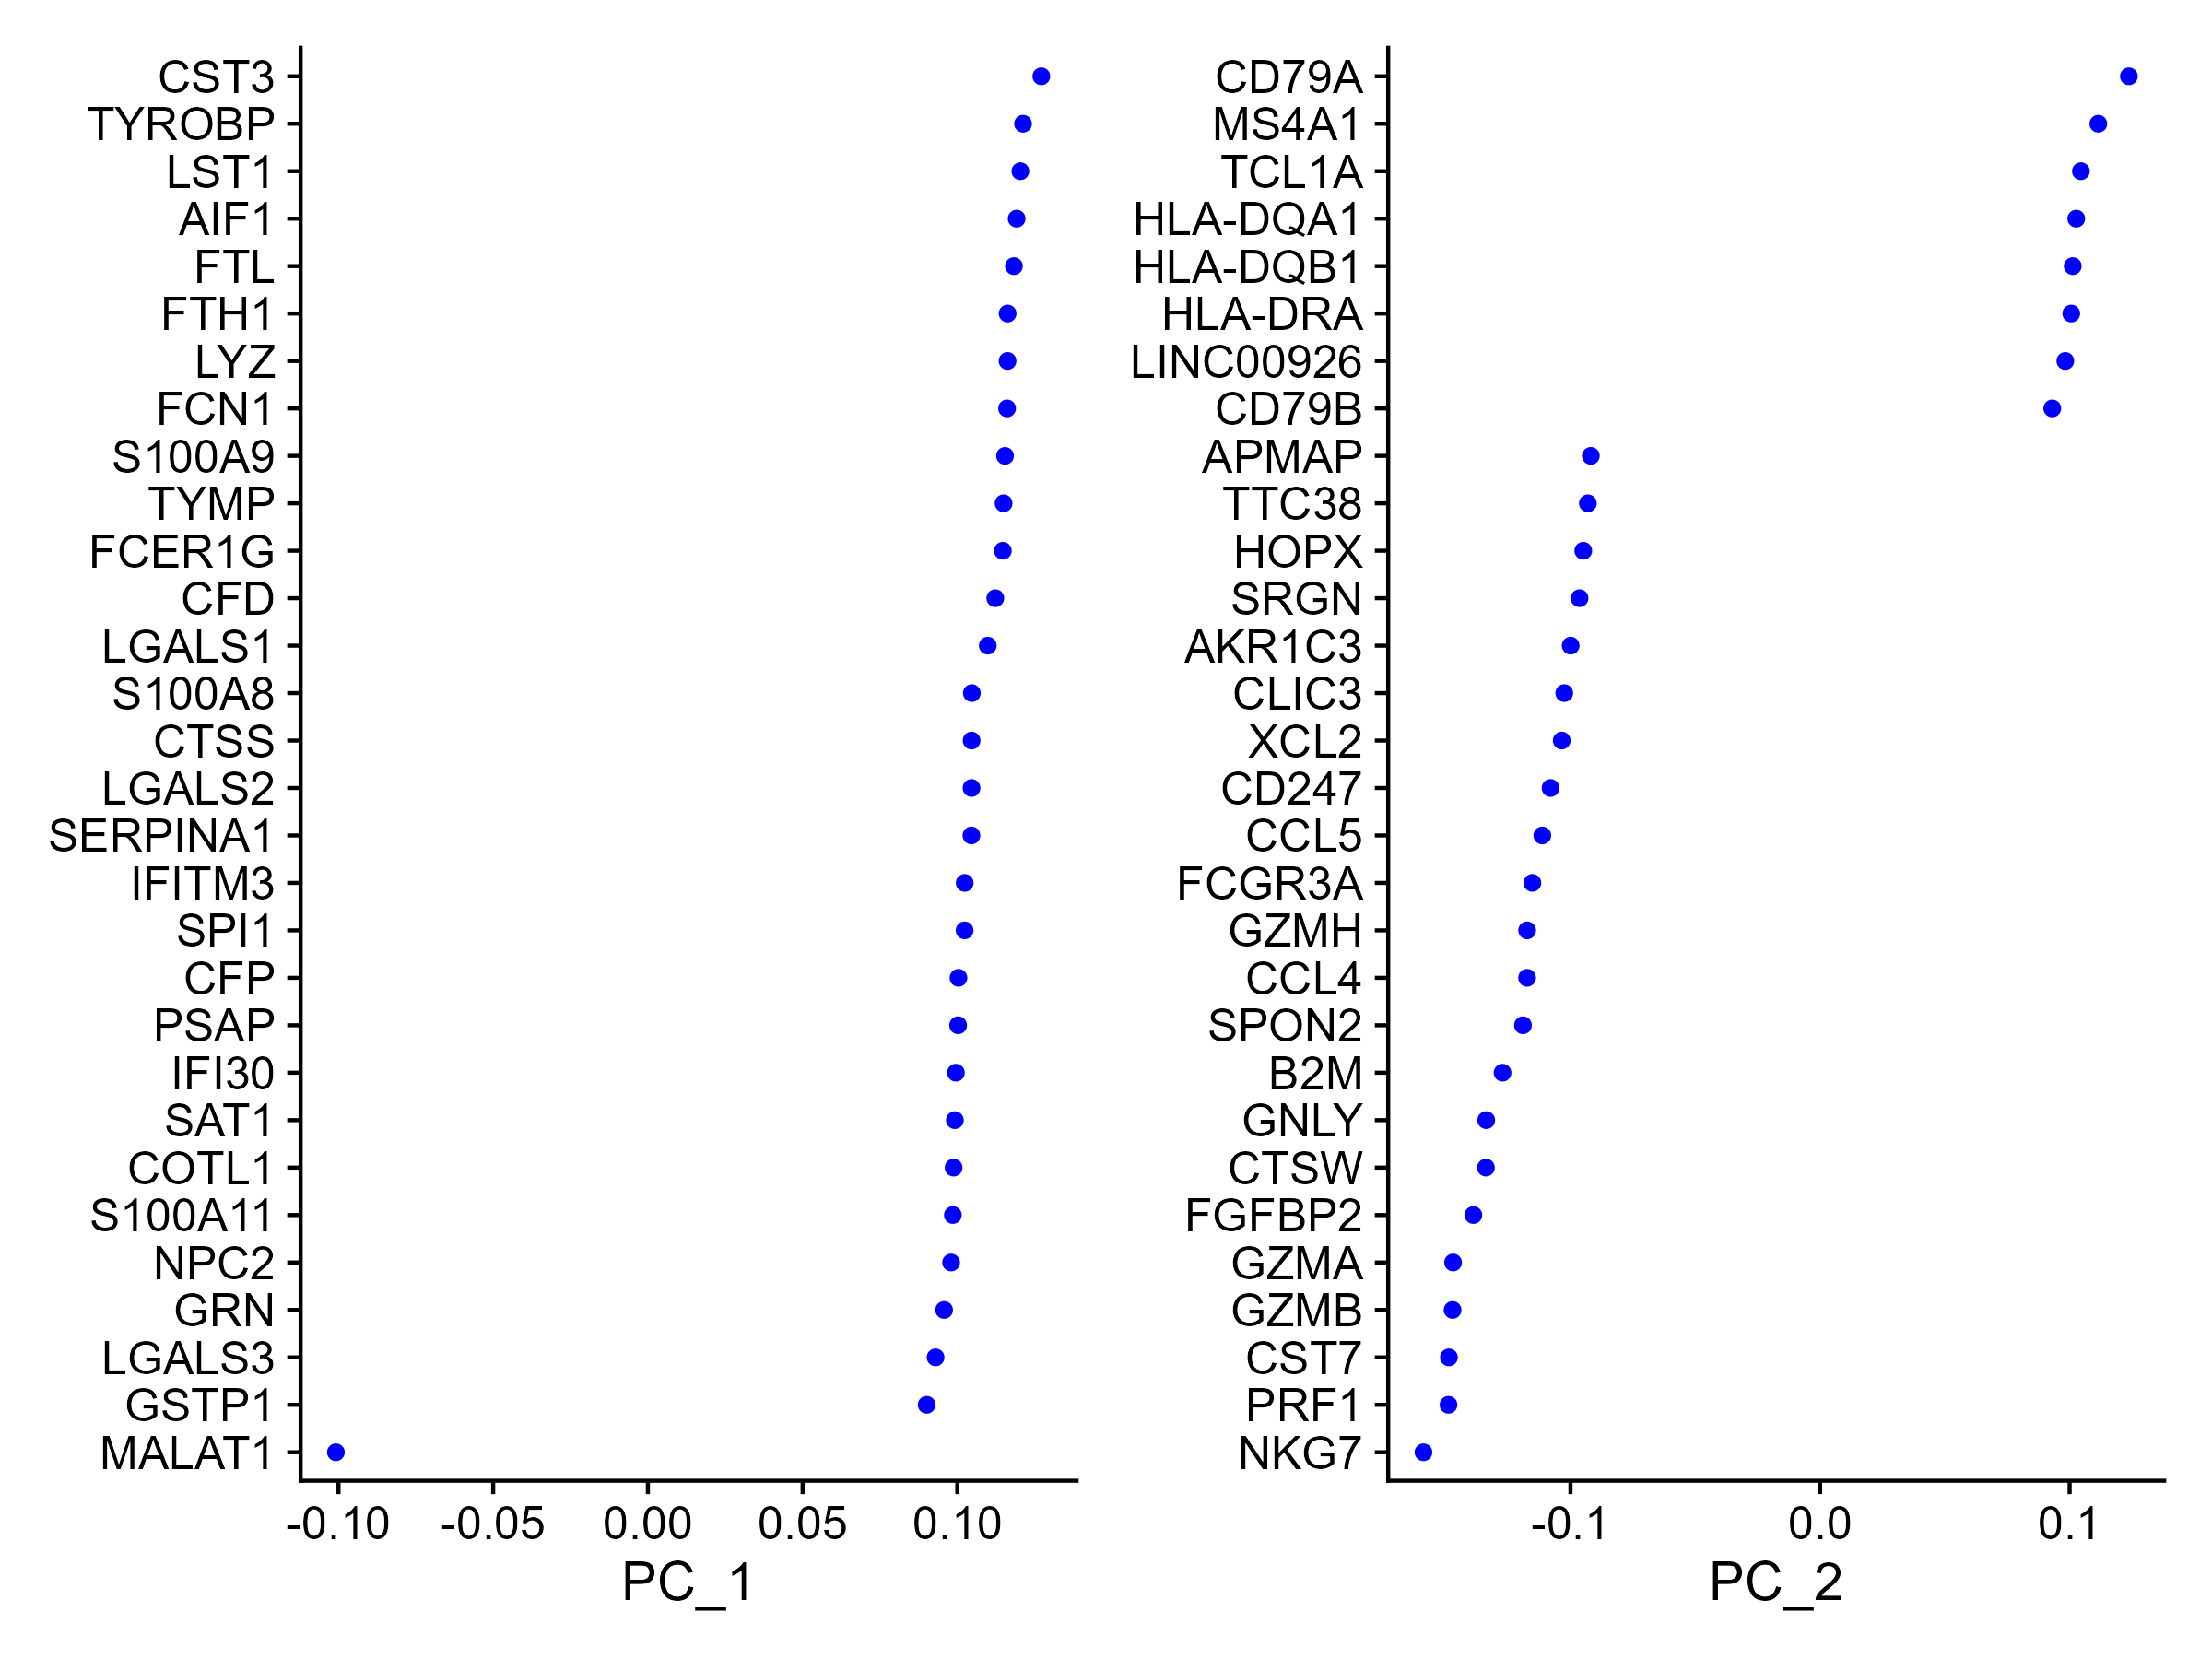 CST3
TYROBP
LST1
AIF1
FTL
FTH1
LYZ
FCN1
S100A9
TYMP
FCER1G
CFD
LGALS1
S100A8
CTSS
LGALS2
SERPINA1
IFITM3
SPI1
CFP
PSAP
IFI30
SAT1
COTL1
S100A11
NPC2
GRN
LGALS3
GSTP1
MALAT1
-0.10 -0.05 0.00 0.05 0.10
PC_1
CD79A
MS4A1
TCL1A
HLA-DQA1
HLA-DQB1
HLA-DRA
LINC00926
CD79B
APMAP
TTC38
HOPX
SRGN
AKR1C3
CLIC3
XCL2
CD247
CCL5
FCGR3A
GZMH
CCL4
SPON2
B2M
GNLY
CTSW
FGFBP2
GZMA
GZMB
CST7
PRF1
NKG7
-0.1 0.0 0.1
PC_2